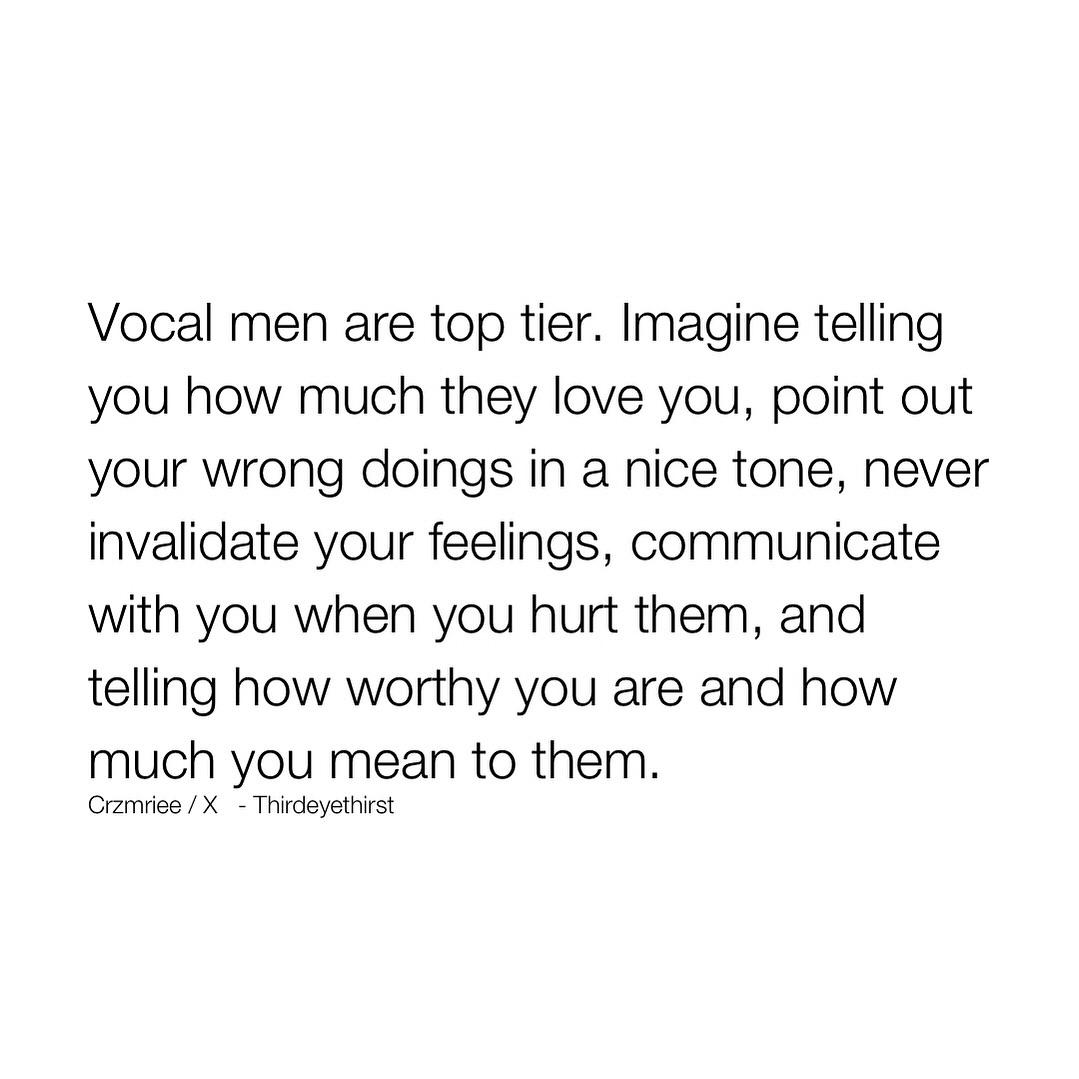 Vocal men are top tier. Imagine telling
you how much they love you, point out
your wrong doings in a nice tone, never
invalidate your feelings, communicate
with you when you hurt them, and
telling how worthy you are and how
much you mean to them.
Crzmriee / X - Thirdeyethirst